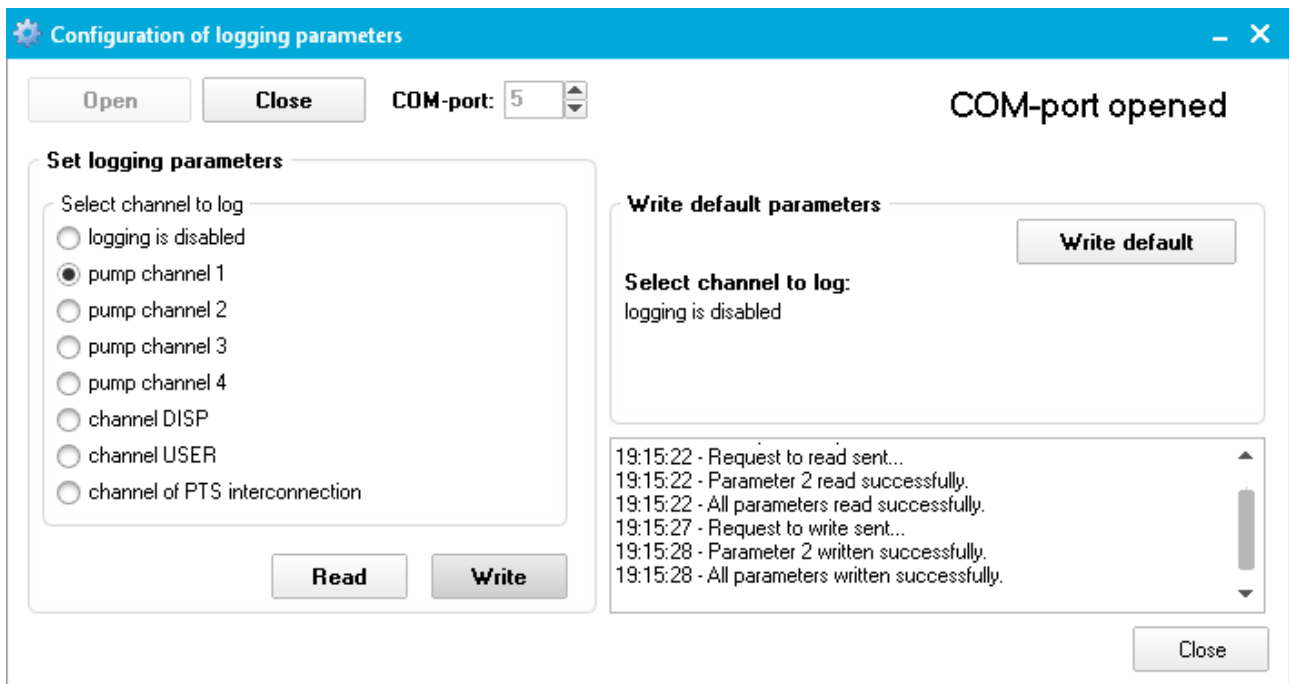 Configuration of logging parameters
Open Close COM-port: 5 COM-port opened
Set logging parameters
Select channel to log
logging is disabled
pump channel 1
pump channel 2
pump channel 3
pump channel 4
channel DISP
channel USER
channel of PTS interconnection
Read Write
Write default parameters
Write default
Select channel to log:
logging is disabled
19:15:22 - Request to read sent...
19:15:22 - Parameter 2 read successfully.
19:15:22 - All parameters read successfully.
19:15:27 - Request to write sent...
19:15:28 - Parameter 2 written successfully.
19:15:28 - All parameters written successfully.
Close